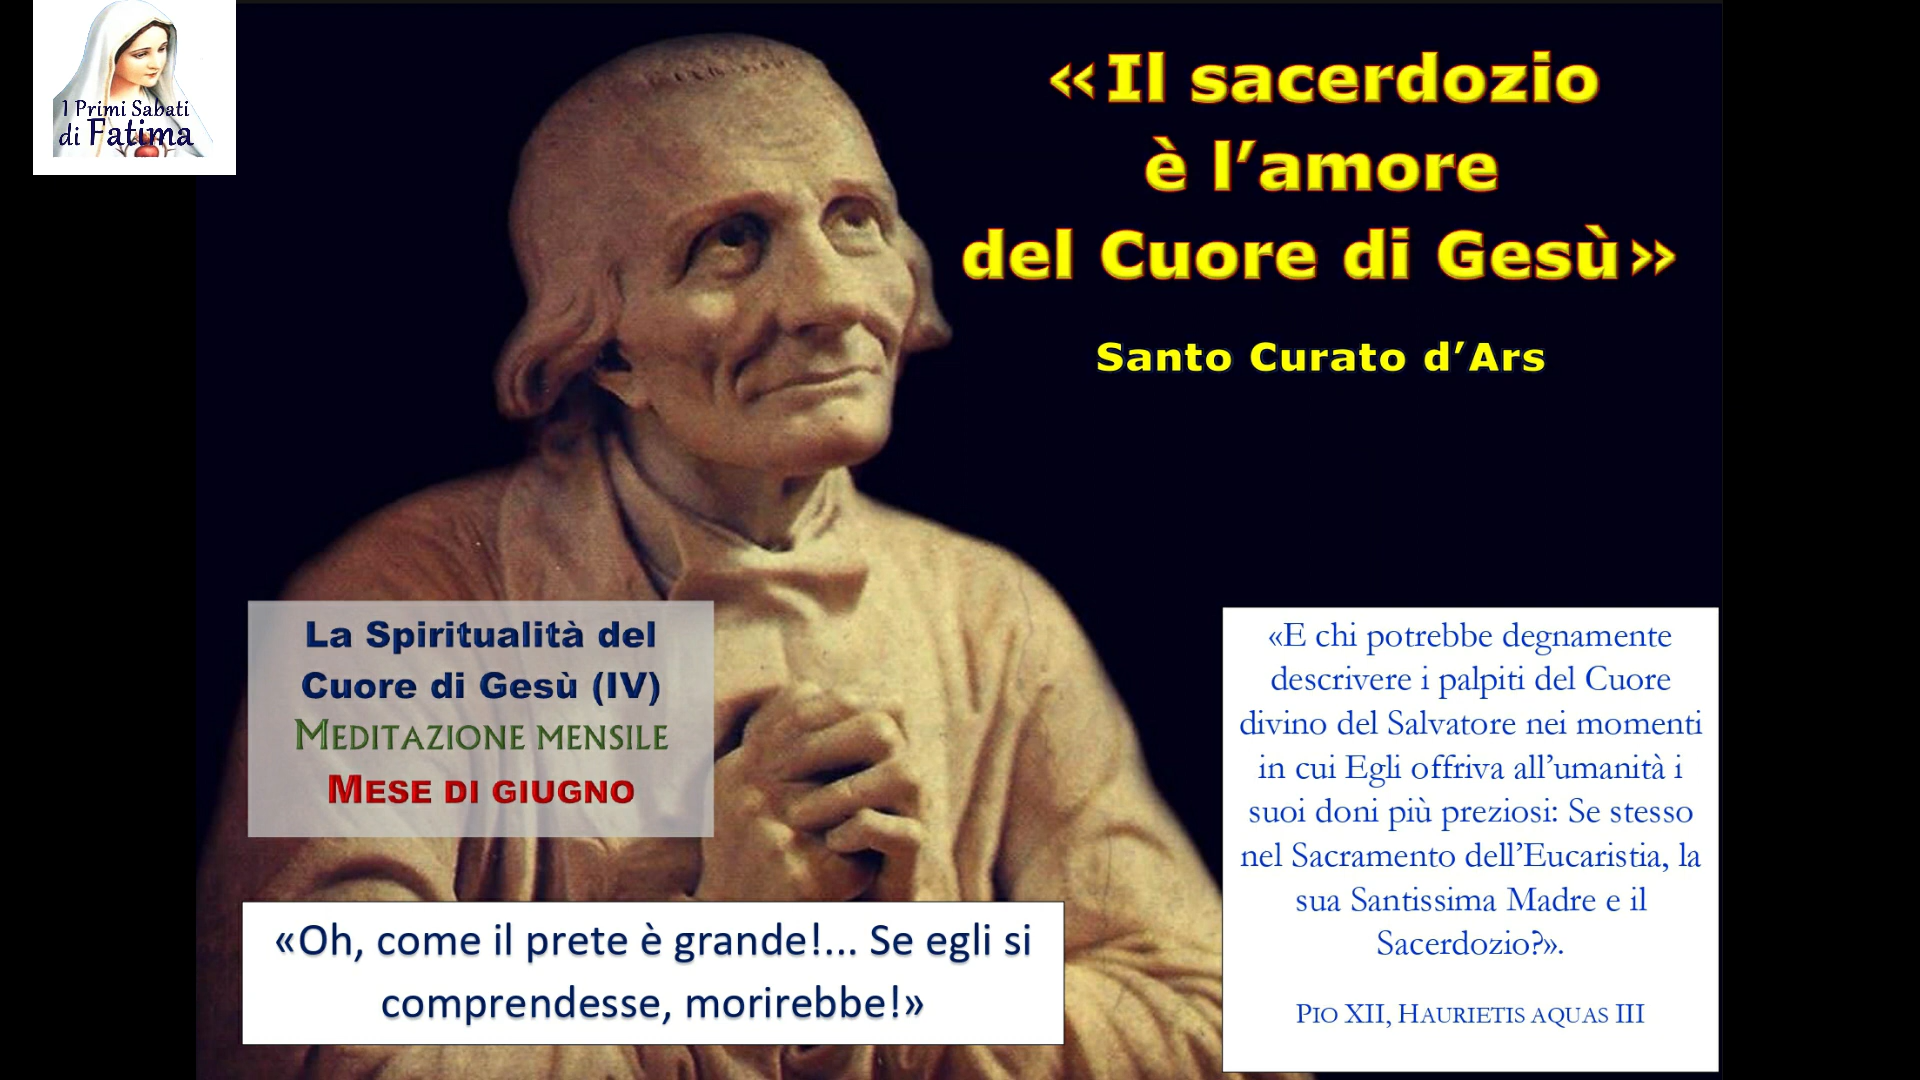 I Primi Sabati
di Fatima
«Il sacerdozio
è l’amore
del Cuore di Gesù»
Santo Curato d’Ars
La Spiritualità del
Cuore di Gesù (IV)
MEDITAZIONE MENSILE
MESE DI GIUGNO
«Oh, come il prete è grande!... Se egli si
comprendesse, morirebbe!»
«E chi potrebbe degnamente
descrivere i palpiti del Cuore
divino del Salvatore nei momenti
in cui Egli offriva all’umanità i
suoi doni più preziosi: Se stesso
nel Sacramento dell’Eucaristia, la
sua Santissima Madre e il
Sacerdozio?».
PIO XII, HAURIETIS AQUAS III